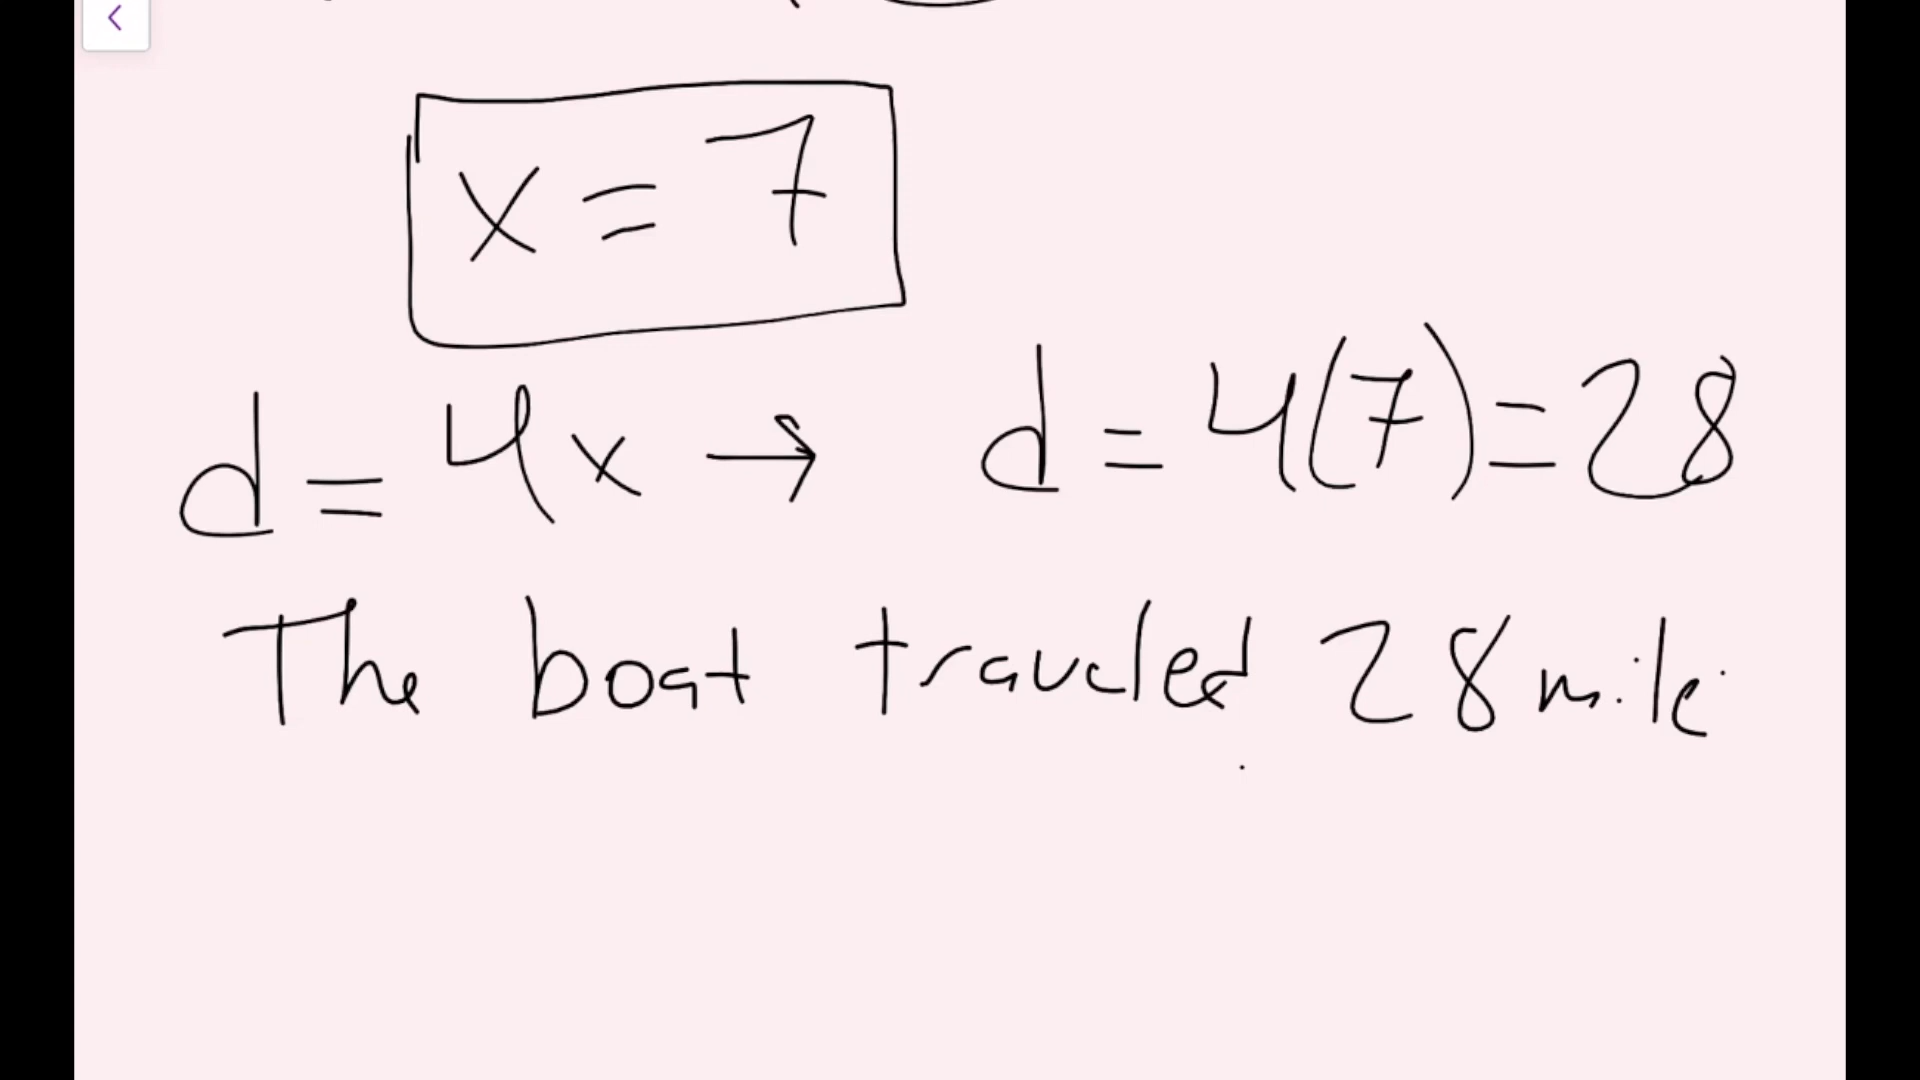 x = 7
d = 4x → d = 4(7) = 28
The boat traveled 28 mile